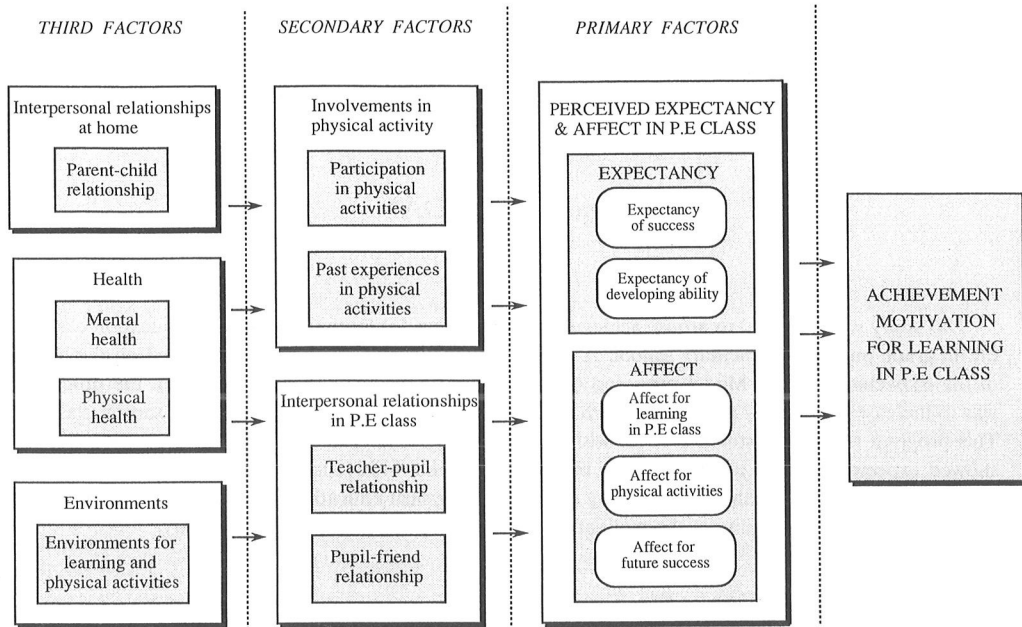 THIRD FACTORS
SECONDARY FACTORS
PRIMARY FACTORS
Interpersonal relationships
at home
Parent-child
relationship
Health
Mental
health
Physical
health
Environments
Environments for
learning and
physical activities
Involvements in
physical activity
Participation
in physical
activities
Past experiences
in physical
activities
Interpersonal relationships
in P.E class
Teacher-pupil
relationship
Pupil-friend
relationship
PERCEIVED EXPECTANCY
& AFFECT IN P.E CLASS
EXPECTANCY
Expectancy
of success
Expectancy of
developing ability
AFFECT
Affect for
learning
in P.E class
Affect for
physical activities
Affect for
future success
ACHIEVEMENT
MOTIVATION
FOR LEARNING
IN P.E CLASS